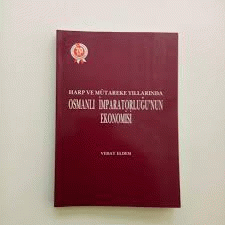 HARP VE MÜTAREKE YILLARINDA
OSMANLI İMPARATORLUĞU'NUN
EKONOMİSİ
VEDAT ELDEM